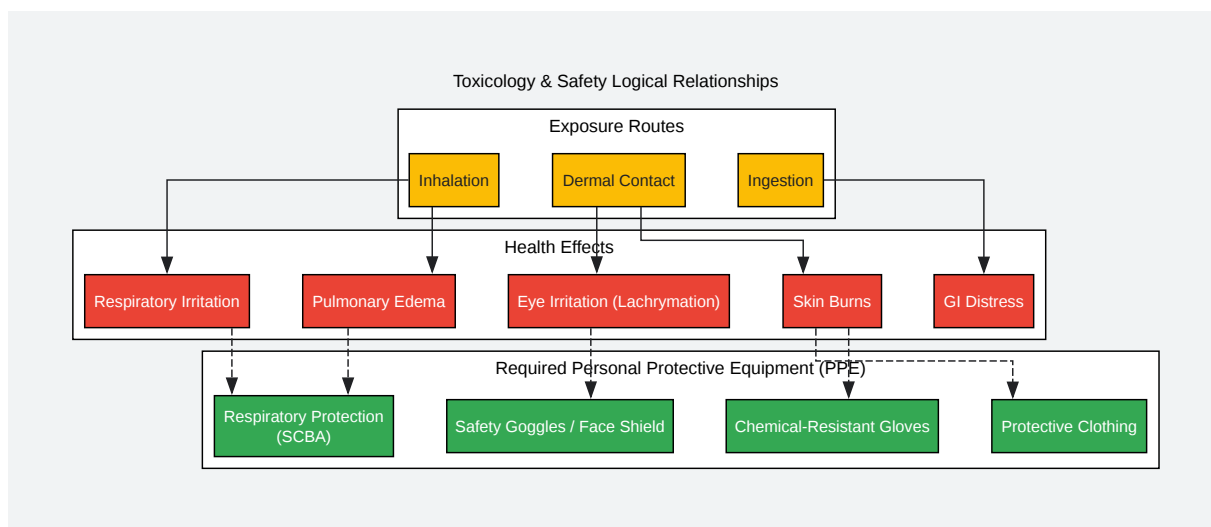 Toxicology & Safety Logical Relationships
Exposure Routes
Inhalation
Dermal Contact
Ingestion
Health Effects
Respiratory Irritation
Pulmonary Edema
Eye Irritation (Lachrymation)
Skin Burns
GI Distress
Required Personal Protective Equipment (PPE)
Respiratory Protection
(SCBA)
Safety Goggles / Face Shield
Chemical-Resistant Gloves
Protective Clothing